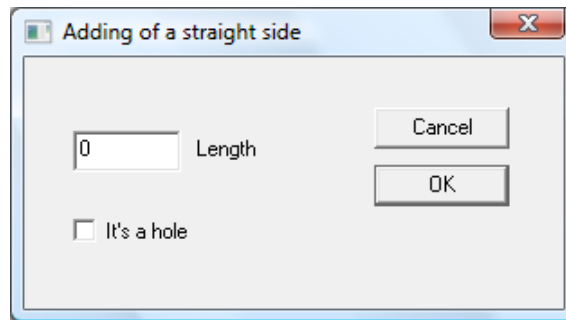 Adding of a straight side
0 Length
Cancel
OK
It's a hole